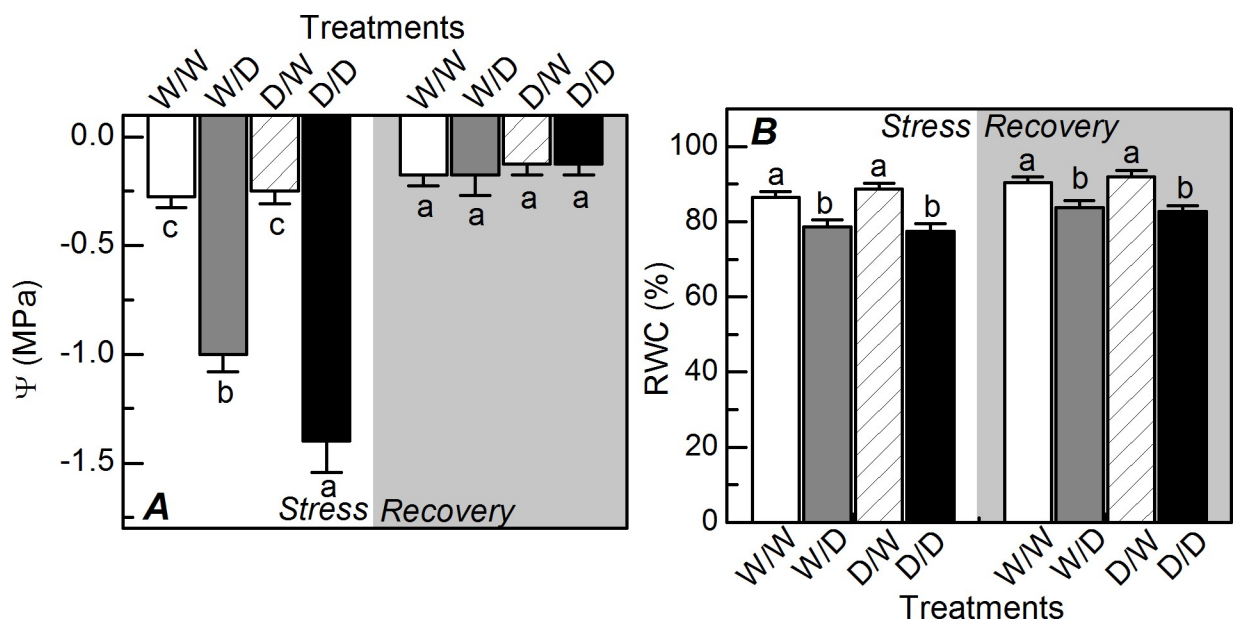 Treatments
W/W W/D D/W D/D W/W W/D D/W D/D
0.0
-0.5
-1.0
-1.5
Ψ (MPa)
c b c a a a a a
A Stress Recovery
B Stress Recovery
100
80
60
40
20
0
RWC (%)
a b a b a b a b
W/W W/D D/W D/D W/W W/D D/W D/D
Treatments